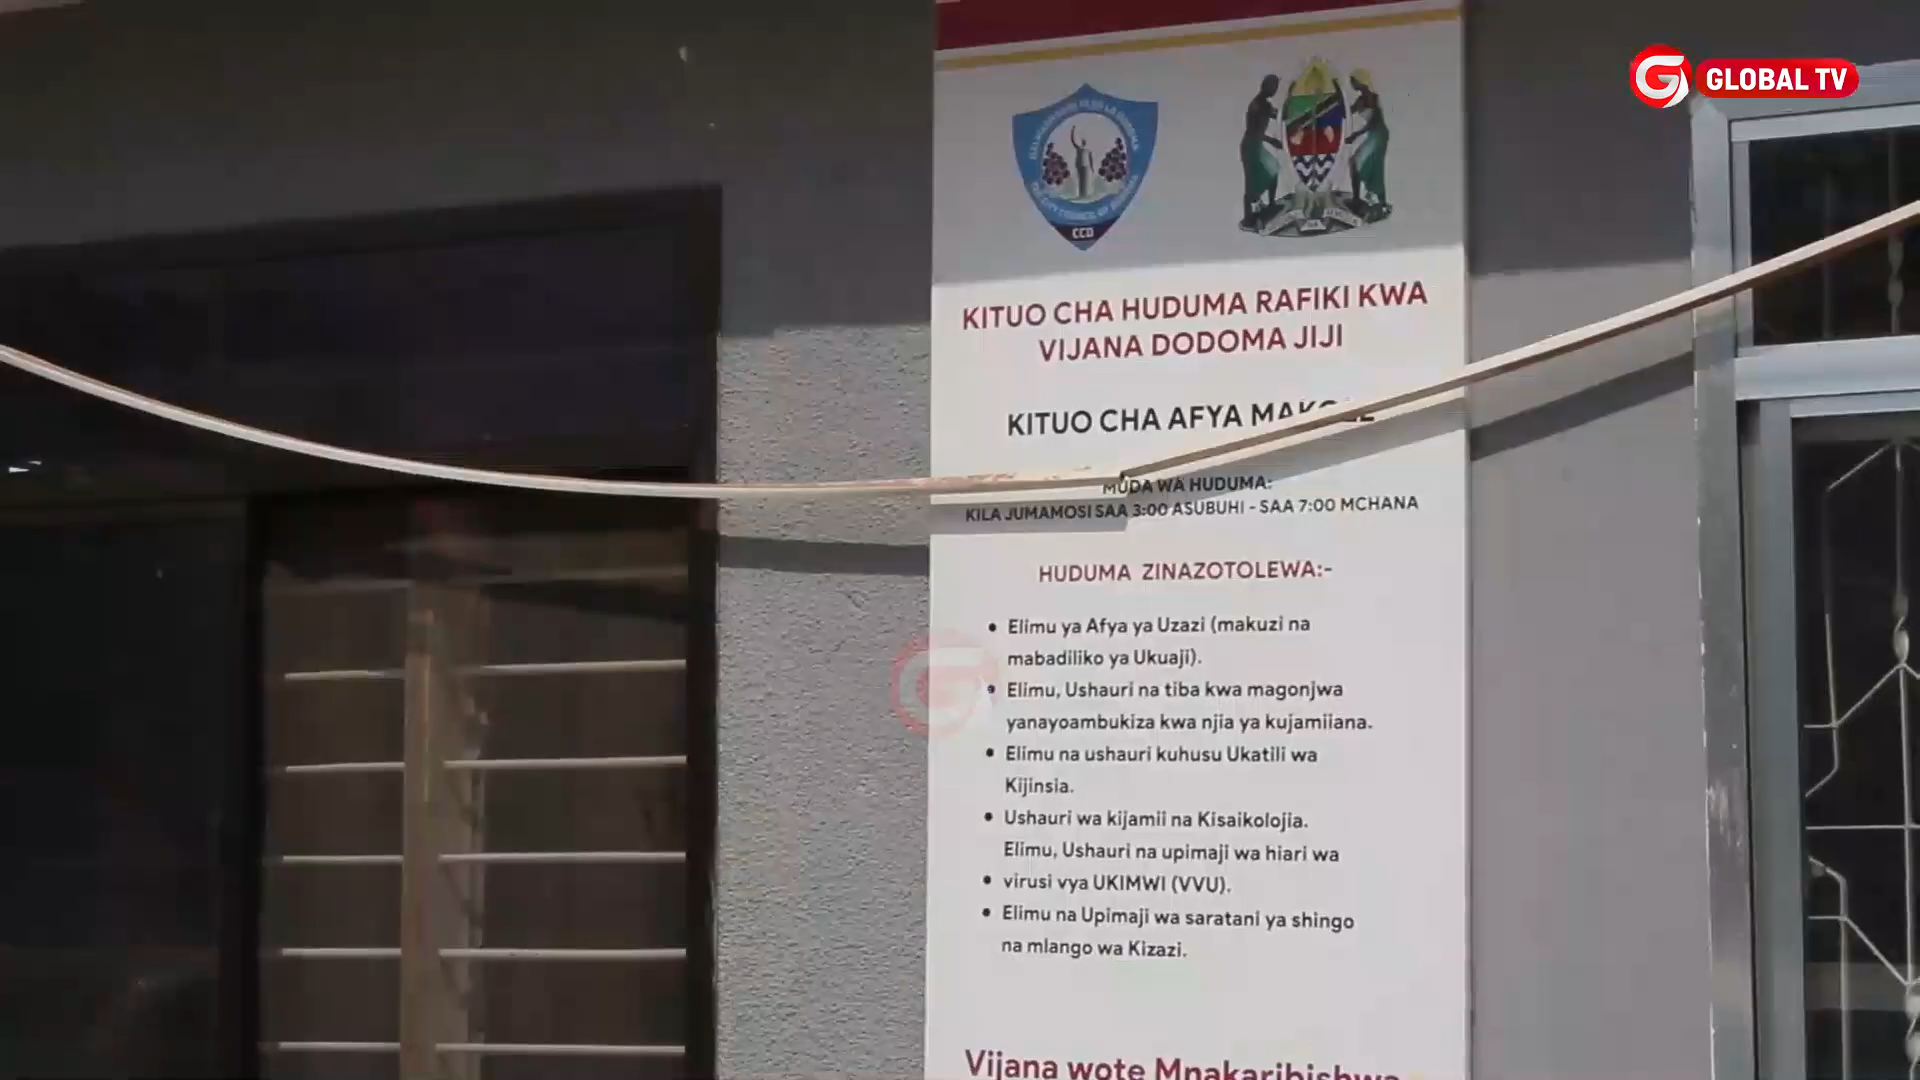 GLOBAL TV
CCD
KITUO CHA HUDUMA RAFIKI KWA
VIJANA DODOMA JIJI
KITUO CHA AFYA
MUDA WA HUDUMA:
KILA JUMAMOSI SAA 3:00 ASUBUHI - SAA 7:00 MCHANA
HUDUMA ZINAZOTOLEWA:-
• Elimu ya Afya ya Uzazi (makuzi na
mabadiliko ya Ukuaji).
• Elimu, Ushauri na tiba kwa magonjwa
yanayoambukiza kwa njia ya kujamiiana.
• Elimu na ushauri kuhusu Ukatili wa
Kijinsia.
• Ushauri wa kijamii na Kisaikolojia.
Elimu, Ushauri na upimaji wa hiari wa
• virusi vya UKIMWI (VVU).
• Elimu na Upimaji wa saratani ya shingo
na mlango wa Kizazi.
Vijana wote Mnakaribishwa